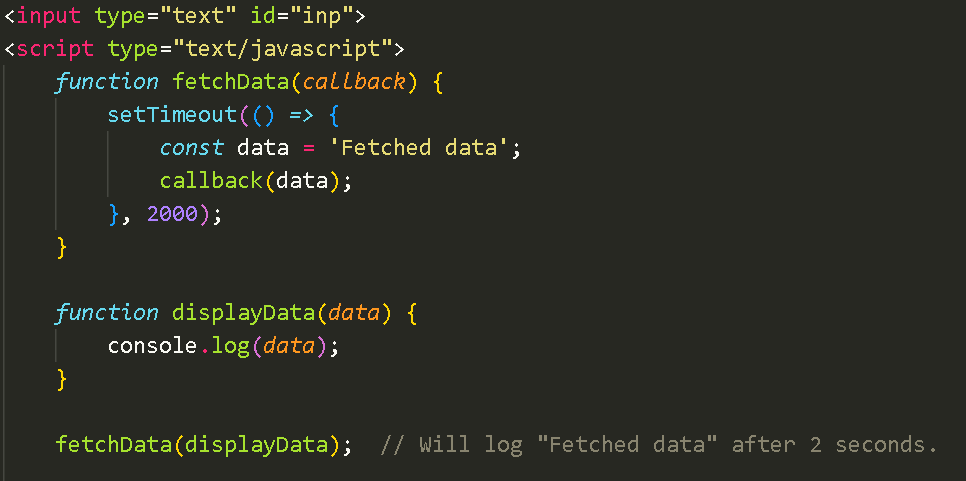 <input type="text" id="inp">
<script type="text/javascript">
    function fetchData(callback) {
        setTimeout(() => {
            const data = 'Fetched data';
            callback(data);
        }, 2000);
    }

    function displayData(data) {
        console.log(data);
    }

    fetchData(displayData);  // Will log "Fetched data" after 2 seconds.